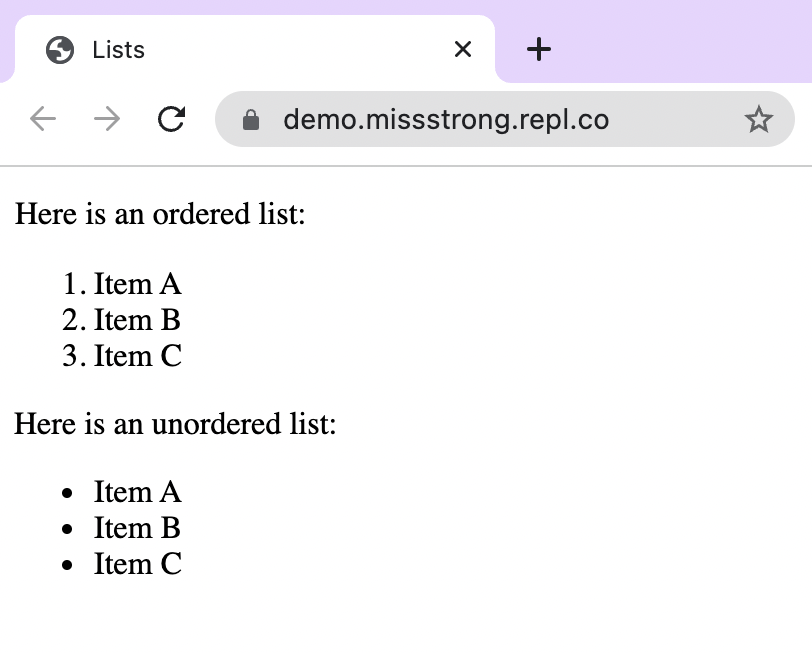 Lists
demo.missstrong.repl.co
Here is an ordered list:
1. Item A
2. Item B
3. Item C
Here is an unordered list:
• Item A
• Item B
• Item C